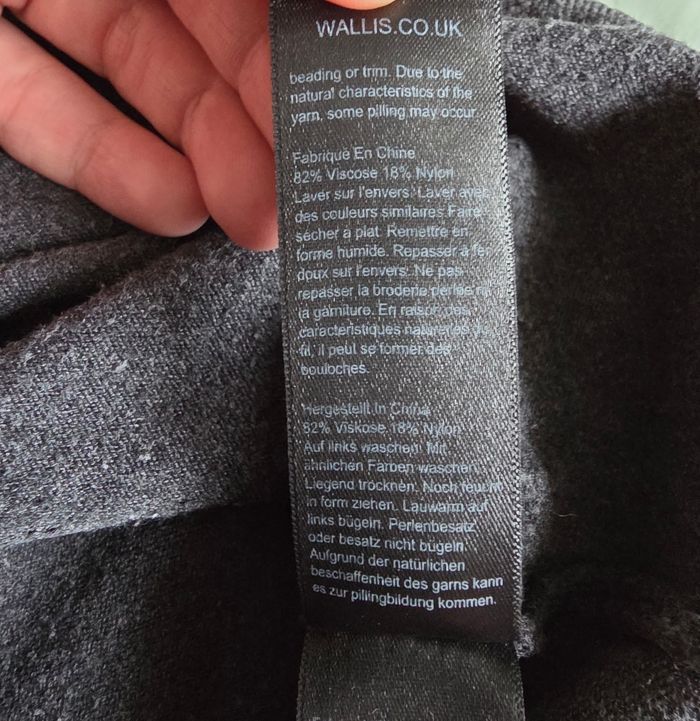 WALLIS.CO.UK
beading or trim. Due to the
natural characteristics of the
yarn, some pilling may occur
Fabriqué En Chine
82% Viscose 18% Nylon
Laver sur l'envers. Laver avec
des couleurs similaires Faire
sécher à plat. Remettre en
forme humide. Repasser à fer
doux sur l'envers. Ne pas
repasser la broderie perlée ni
la garniture. En raison des
caractéristiques naturelles du
fil, il peut se former des
bouloches.
Hergestellt In China
82% Viskose 18% Nylon
Auf links waschen. Mit
ähnlichen Farben waschen.
Liegend trocknen. Noch feucht
in form ziehen. Lauwarm auf
links bügeln. Perlenbesatz
oder besatz nicht bügeln.
Aufgrund der natürlichen
beschaffenheit des garns kann
es zur pillingbildung kommen.